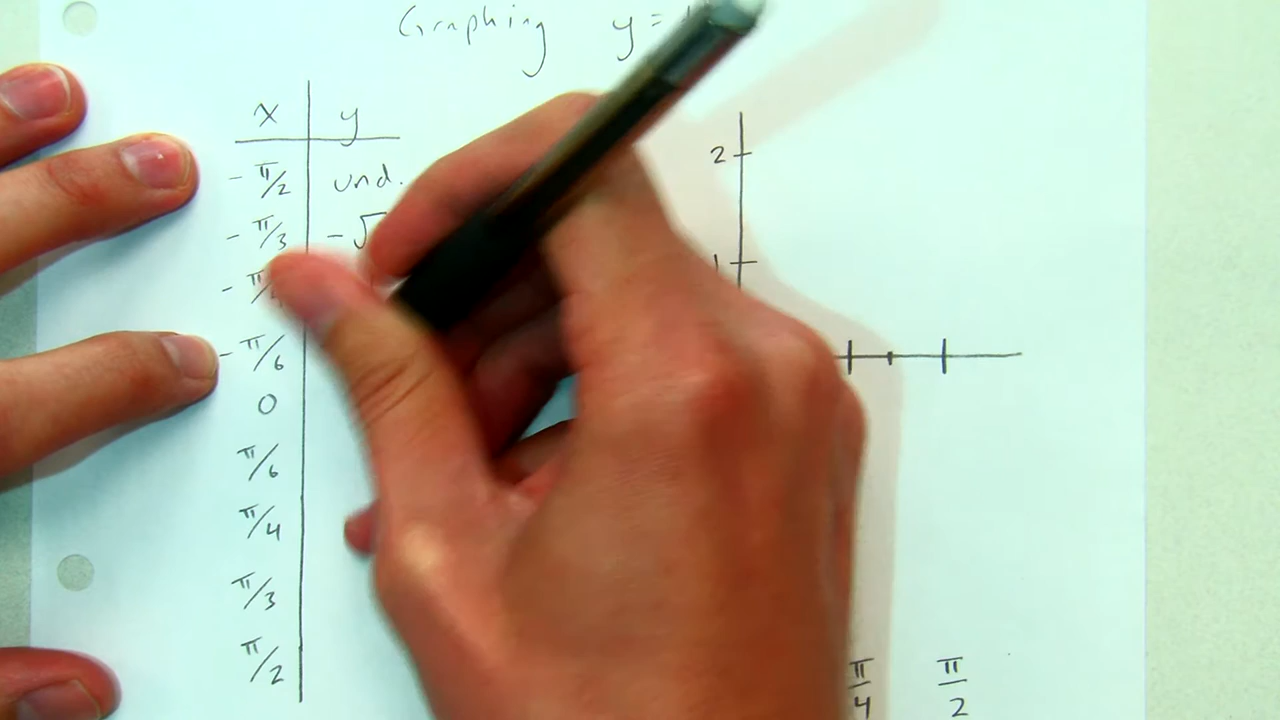 Graphing y =
x y
-π/2 und.
-π/3 -√
-π/
-π/6
0
π/6
π/4
π/3
π/2
2
1
π/4 π/2